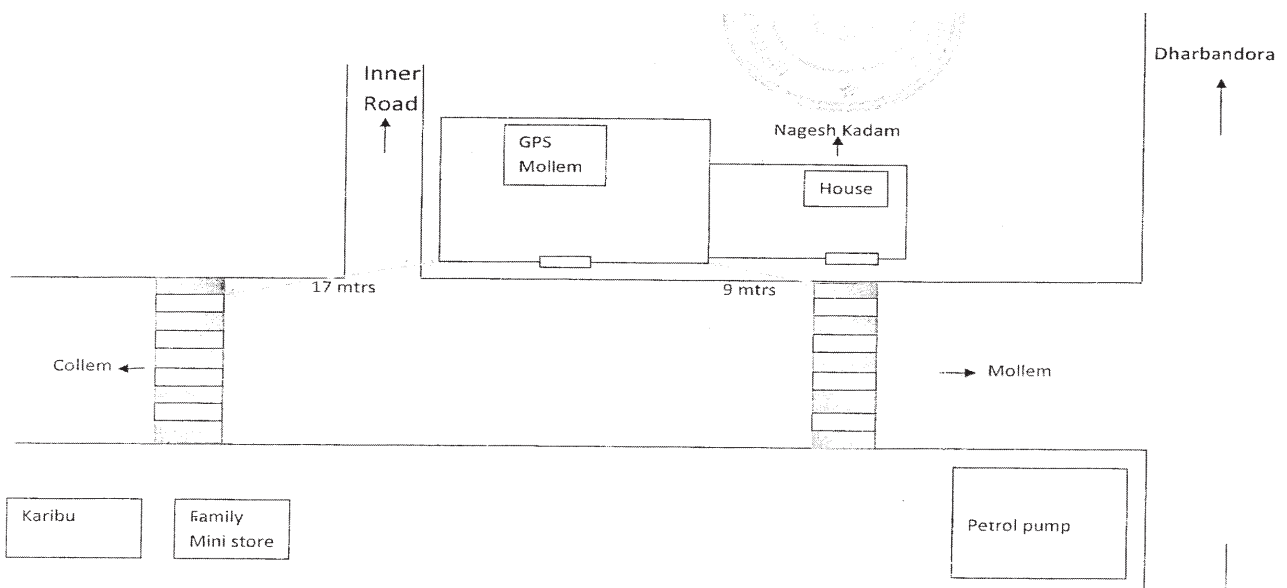 Dharbandora
Inner
Road
Nagesh Kadam
GPS
Mollem
House
17 mtrs
9 mtrs
Collem
Mollem
Karibu
Family
Mini store
Petrol pump